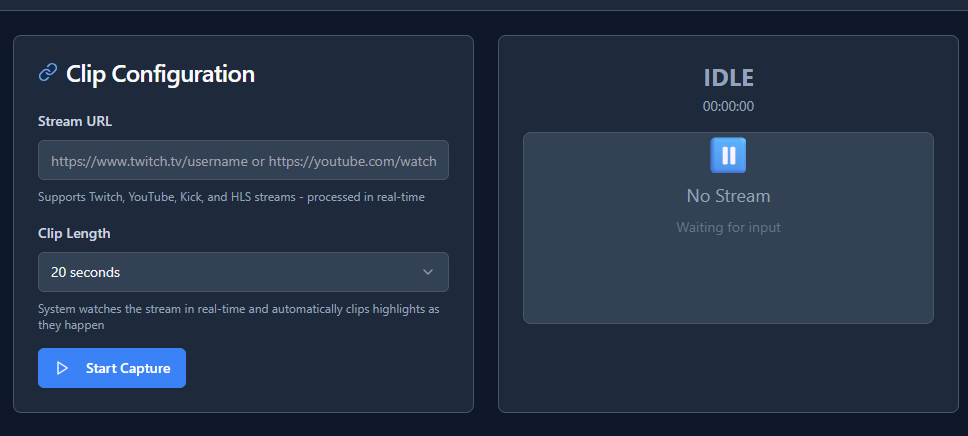 Clip Configuration
Stream URL
https://www.twitch.tv/username or https://youtube.com/watch
Supports Twitch, YouTube, Kick, and HLS streams - processed in real-time
Clip Length
20 seconds
System watches the stream in real-time and automatically clips highlights as
they happen
Start Capture
IDLE
00:00:00
No Stream
Waiting for input